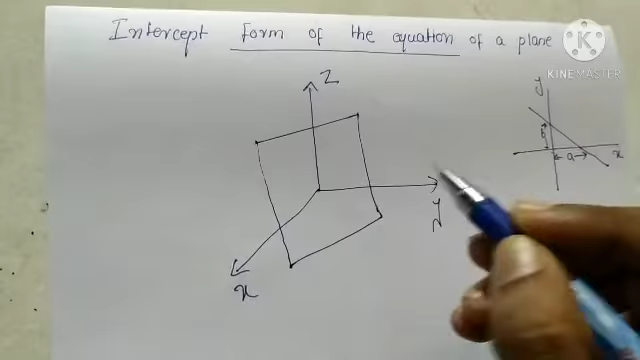 Intercept form of the equation of a plane
K
KINEMASTER
z
y
b
a
x
y
x